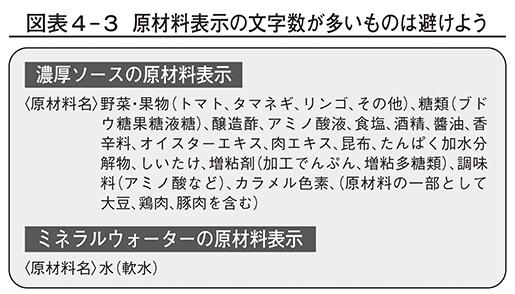 図表4−3 原材料表示の文字数が多いものは避けよう
濃厚ソースの原材料表示
〈原材料名〉野菜・果物(トマト、タマネギ、リンゴ、その他)、糖類(ブド
ウ糖果糖液糖)、醸造酢、アミノ酸液、食塩、酒精、醬油、香
辛料、オイスターエキス、肉エキス、昆布、たんぱく加水分
解物、しいたけ、増粘剤(加工でんぷん、増粘多糖類)、調味
料(アミノ酸など)、カラメル色素、(原材料の一部として
大豆、鶏肉、豚肉を含む)
ミネラルウォーターの原材料表示
〈原材料名〉水(軟水)